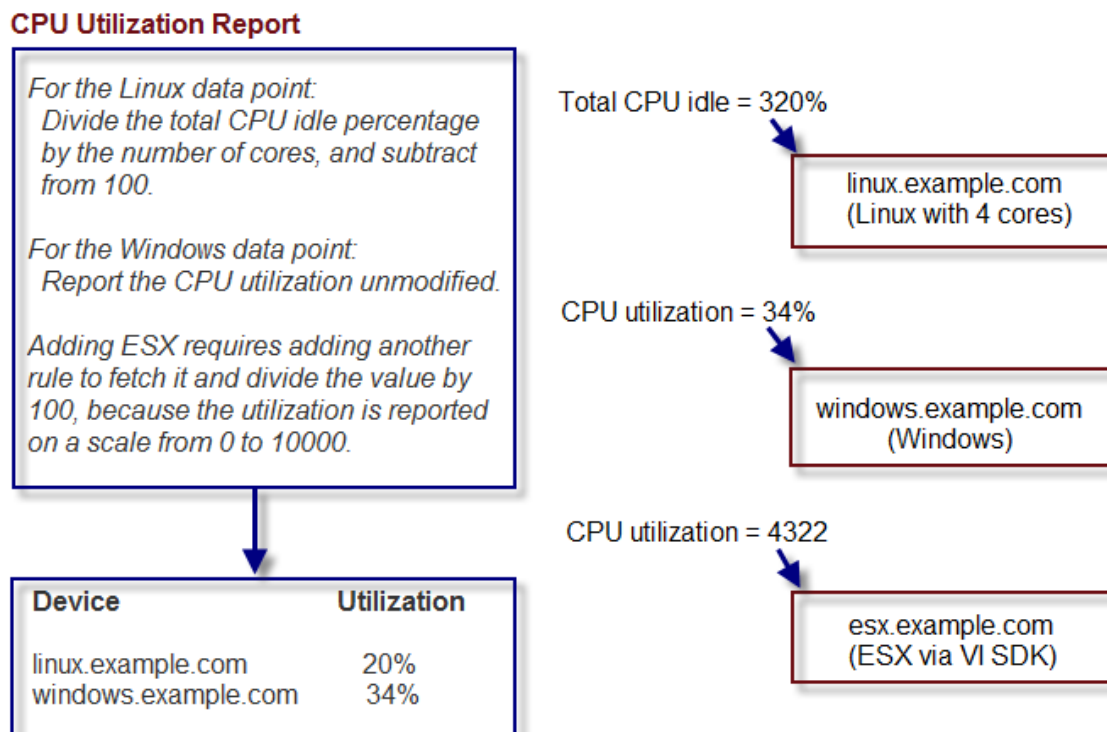 CPU Utilization Report
For the Linux data point:
Divide the total CPU idle percentage
by the number of cores, and subtract
from 100.
For the Windows data point:
Report the CPU utilization unmodified.
Adding ESX requires adding another
rule to fetch it and divide the value by
100, because the utilization is reported
on a scale from 0 to 10000.
Device Utilization
linux.example.com 20%
windows.example.com 34%
Total CPU idle = 320%
linux.example.com
(Linux with 4 cores)
CPU utilization = 34%
windows.example.com
(Windows)
CPU utilization = 4322
esx.example.com
(ESX via VI SDK)